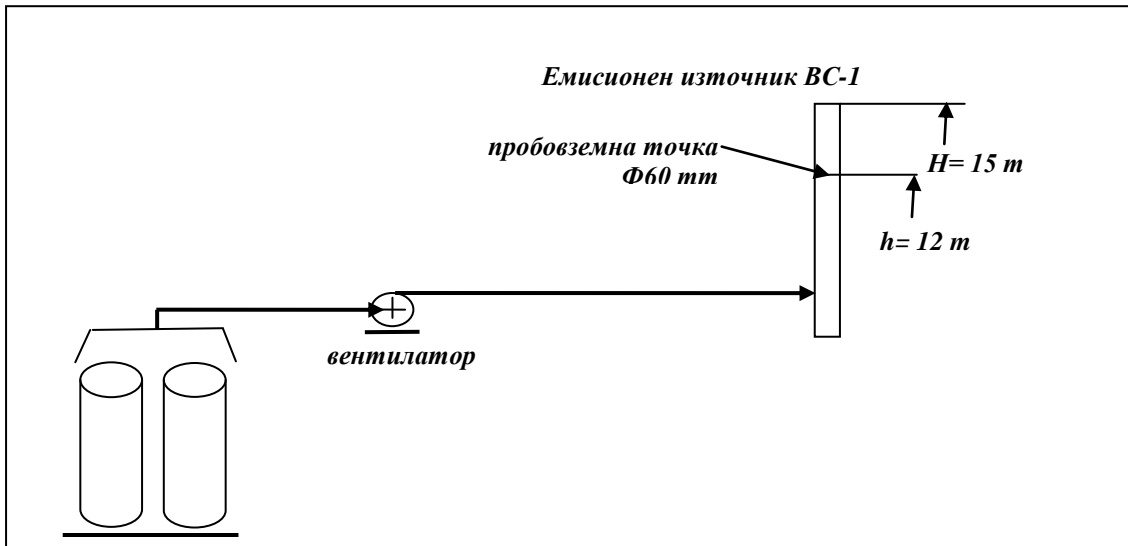 Емисионен източник ВС-1
пробовземна точка
Ф60 mm
H= 15 m
h= 12 m
вентилатор